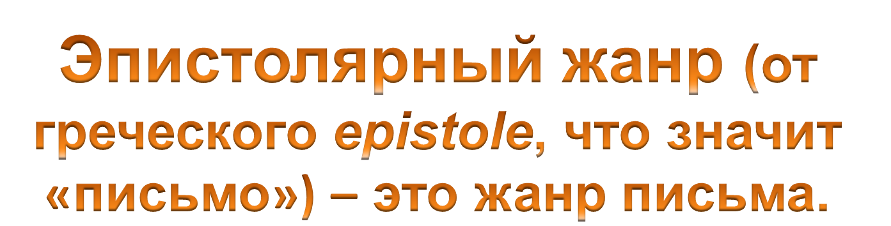 Эпистолярный жанр (от
греческого epistole, что значит
«письмо») – это жанр письма.